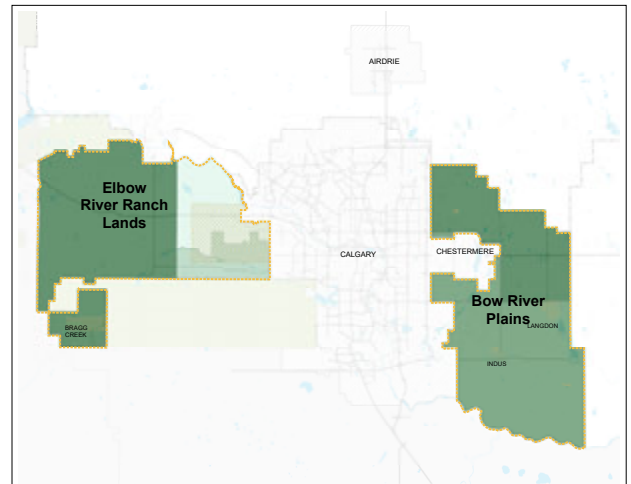 AIRDRIE
Elbow
River Ranch
Lands
CALGARY
CHESTERMERE
Bow River
Plains
LANGDON
BRAGG
CREEK
INDUS